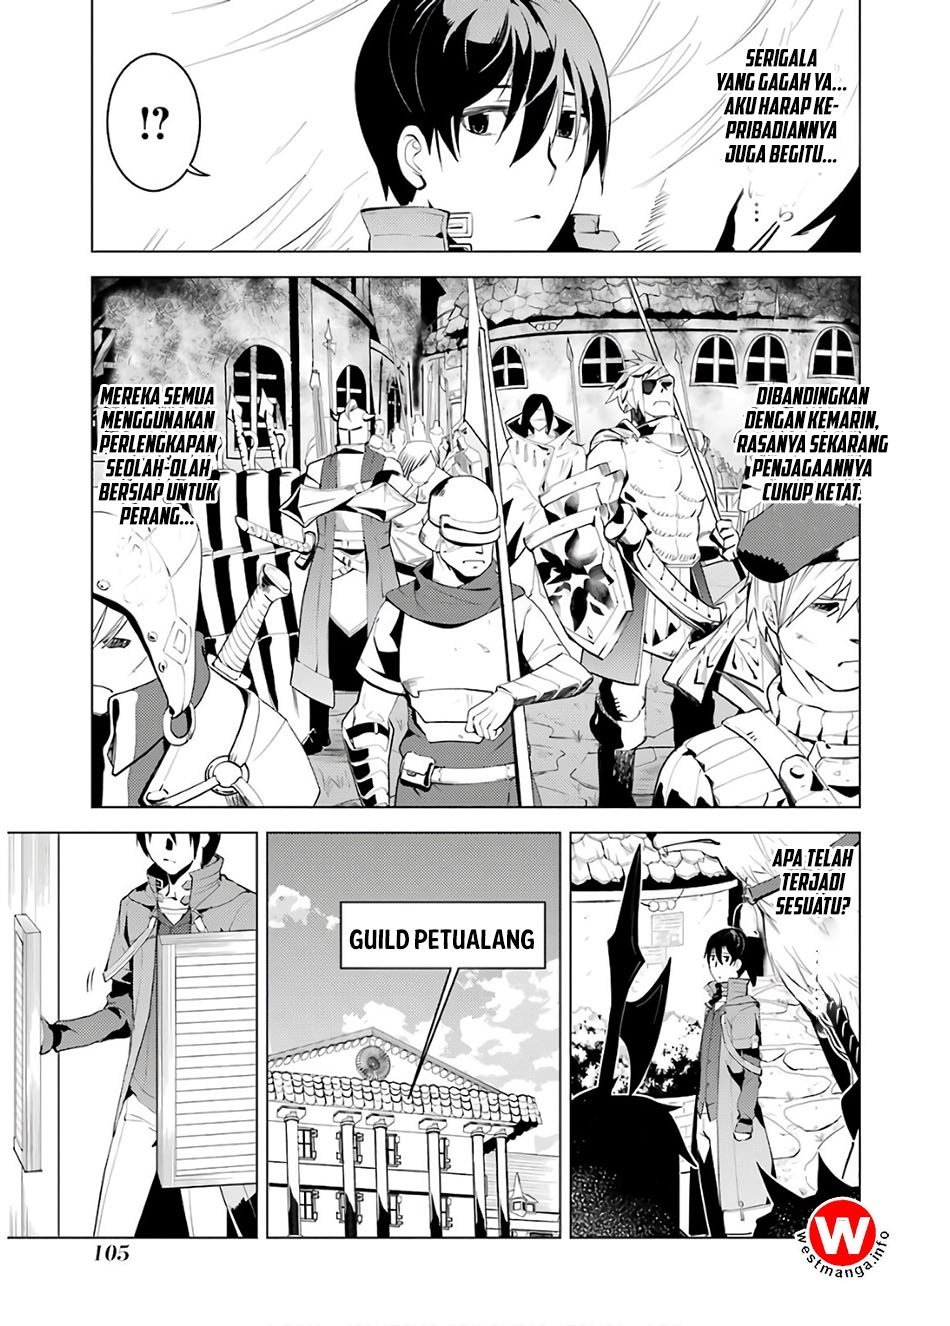 SERIGALA
YANG GAGAH YA...
AKU HARAP KE-
PRIBADIANNYA
JUGA BEGITU...
...
!?
DIBANDINGKAN
DENGAN KEMARIN,
RASANYA SEKARANG
PENJAGAANNYA
CUKUP KETAT.
MEREKA SEMUA
MENGGUNAKAN
PERLENGKAPAN
SEOLAH-OLAH
BERSIAP UNTUK
PERANG...
APA TELAH
TERJADI
SESUATU?
...
GUILD PETUALANG
105
W
westmanga.info